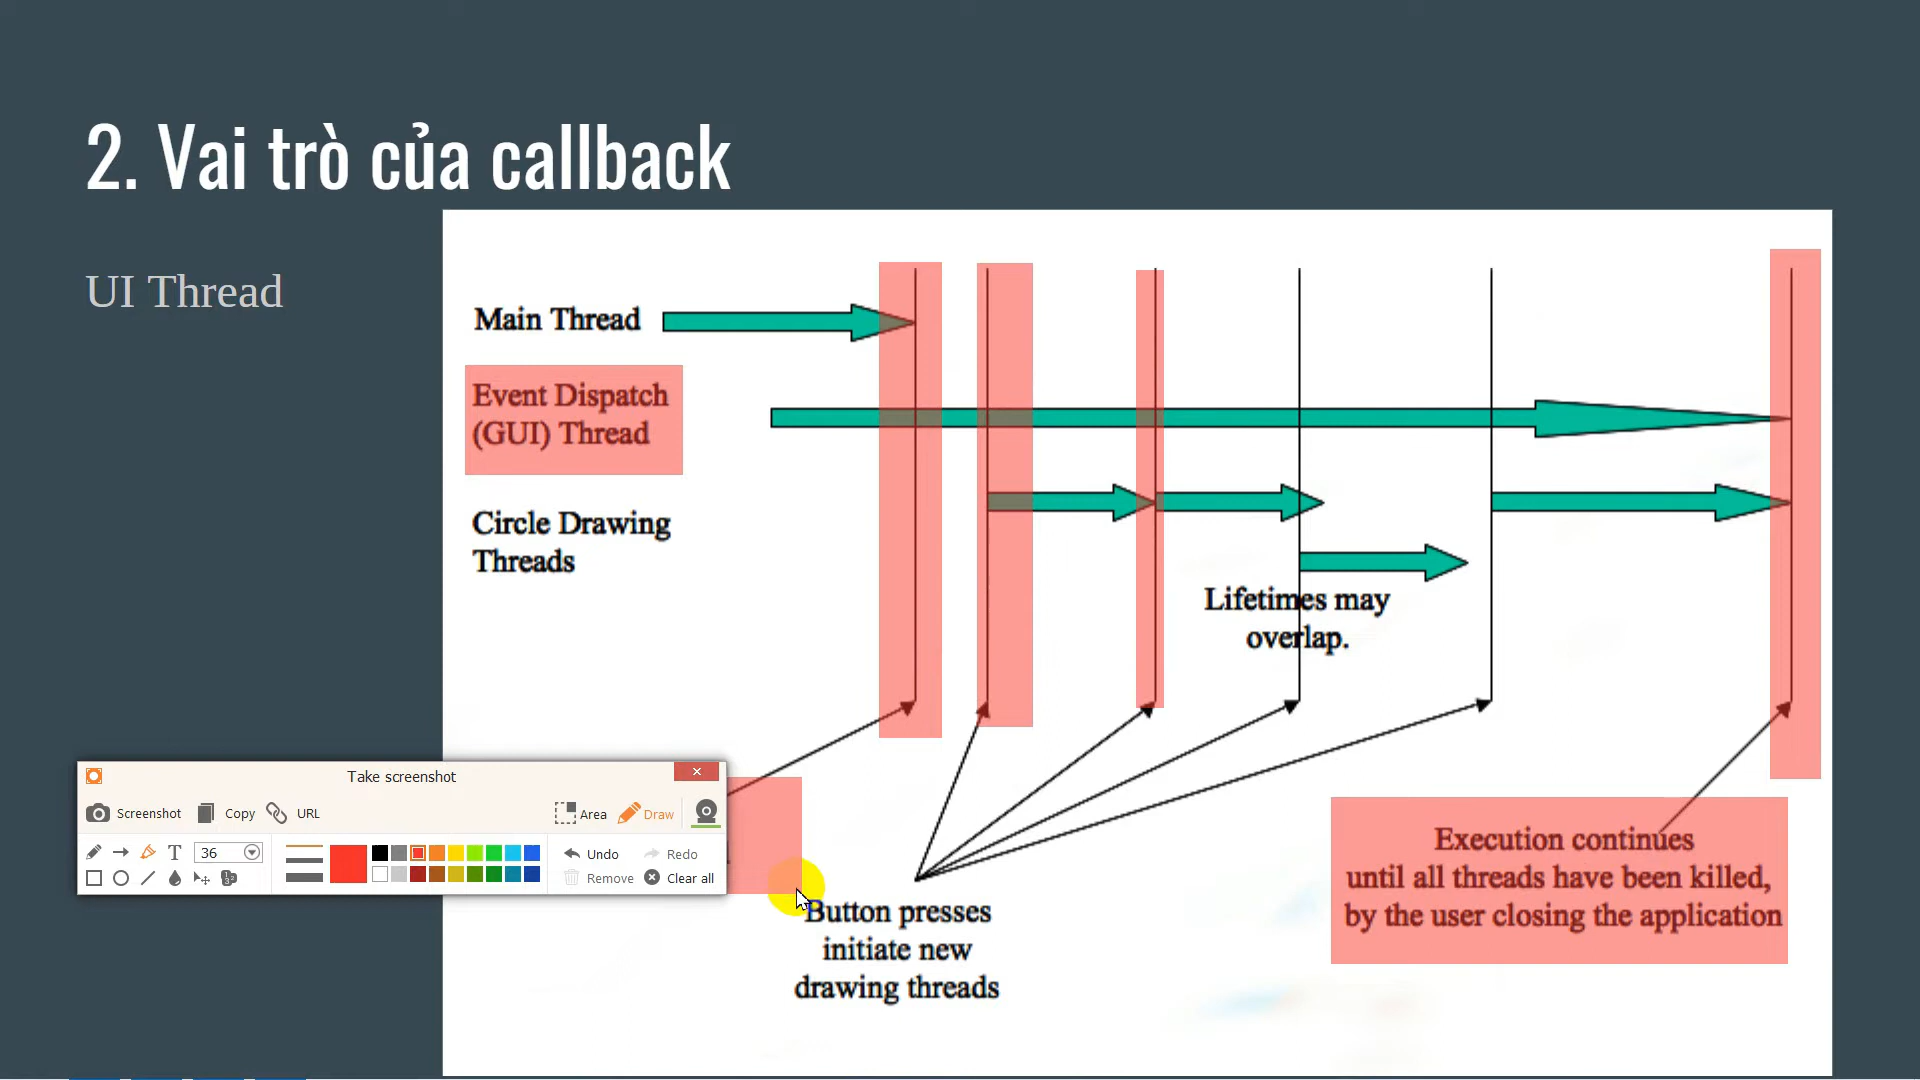 2. Vai trò của callback
UI Thread
Main Thread
Event Dispatch
(GUI) Thread
Circle Drawing
Threads
Lifetimes may
overlap.
Take screenshot
Screenshot
Copy
URL
Area
Draw
T
36
Undo
Redo
Remove
Clear all
Button presses
initiate new
drawing threads
Execution continues
until all threads have been killed,
by the user closing the application